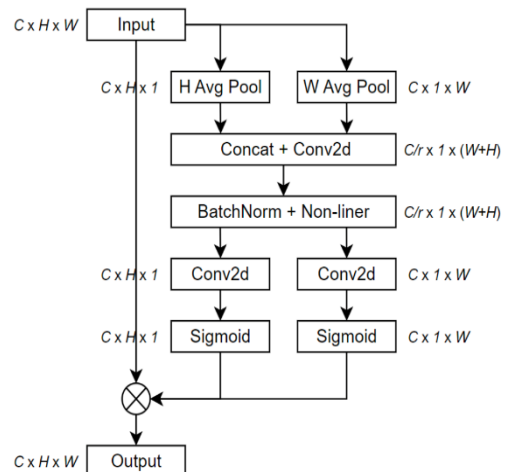 C x H x W Input
C x H x 1 H Avg Pool W Avg Pool C x 1 x W
Concat + Conv2d C/r x 1 x (W+H)
BatchNorm + Non-liner C/r x 1 x (W+H)
C x H x 1 Conv2d Conv2d C x 1 x W
C x H x 1 Sigmoid Sigmoid C x 1 x W
C x H x W Output